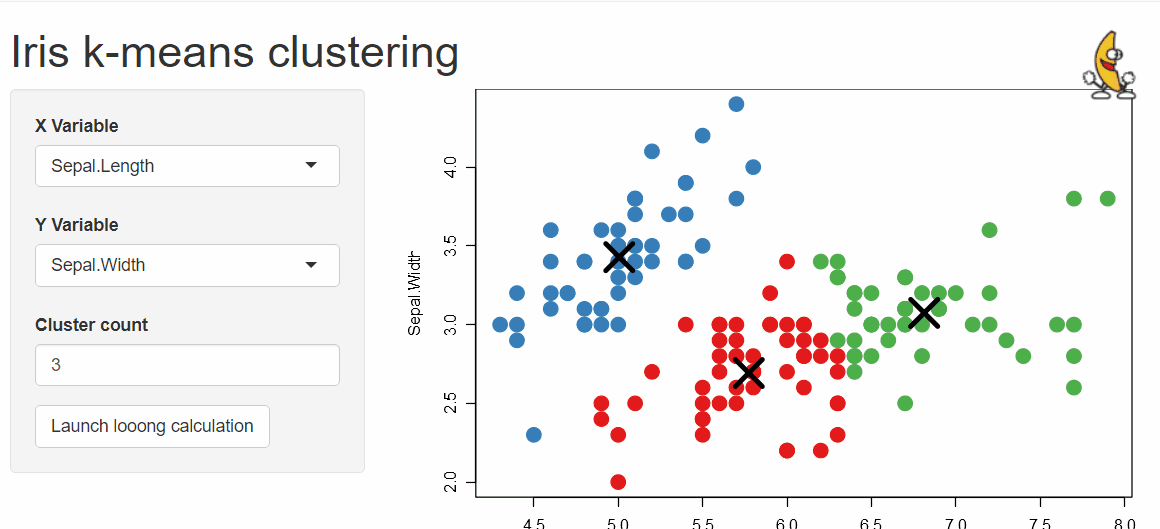 Iris k-means clustering
X Variable
Sepal.Length
Y Variable
Sepal.Width
Cluster count
3
Launch looong calculation
Sepal.Width
4.0
3.5
3.0
2.5
2.0
4.5 5.0 5.5 6.0 6.5 7.0 7.5 8.0